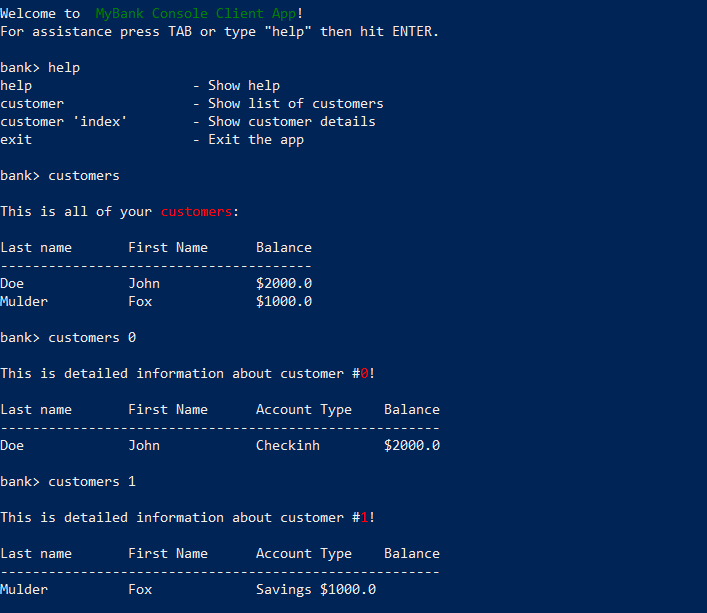 Welcome to  MyBank Console Client App!
For assistance press TAB or type "help" then hit ENTER.
bank> help
help                    - Show help
customer                - Show list of customers
customer 'index'        - Show customer details
exit                    - Exit the app
bank> customers
This is all of your customers:
Last name       First Name      Balance
---------------------------------------
Doe             John            $2000.0
Mulder          Fox             $1000.0
bank> customers 0
This is detailed information about customer #0!
Last name       First Name      Account Type    Balance
-------------------------------------------------------
Doe             John            Checkinh        $2000.0
bank> customers 1
This is detailed information about customer #1!
Last name       First Name      Account Type    Balance
-------------------------------------------------------
Mulder          Fox             Savings $1000.0